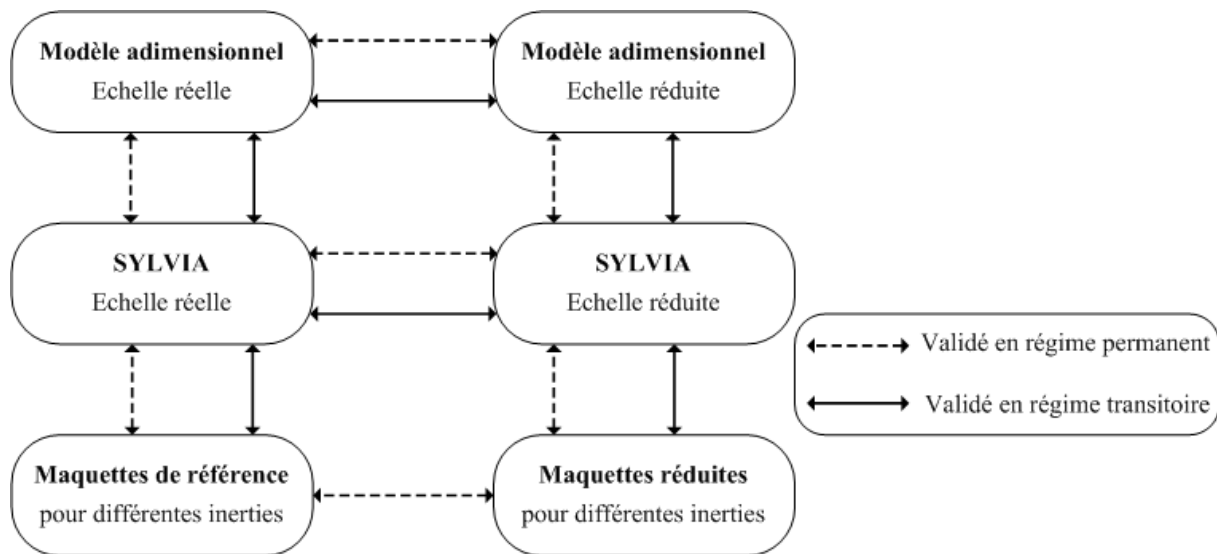 Modèle adimensionnel
Echelle réelle
Modèle adimensionnel
Echelle réduite
SYLVIA
Echelle réelle
SYLVIA
Echelle réduite
Validé en régime permanent
Validé en régime transitoire
Maquettes de référence
pour différentes inerties
Maquettes réduites
pour différentes inerties